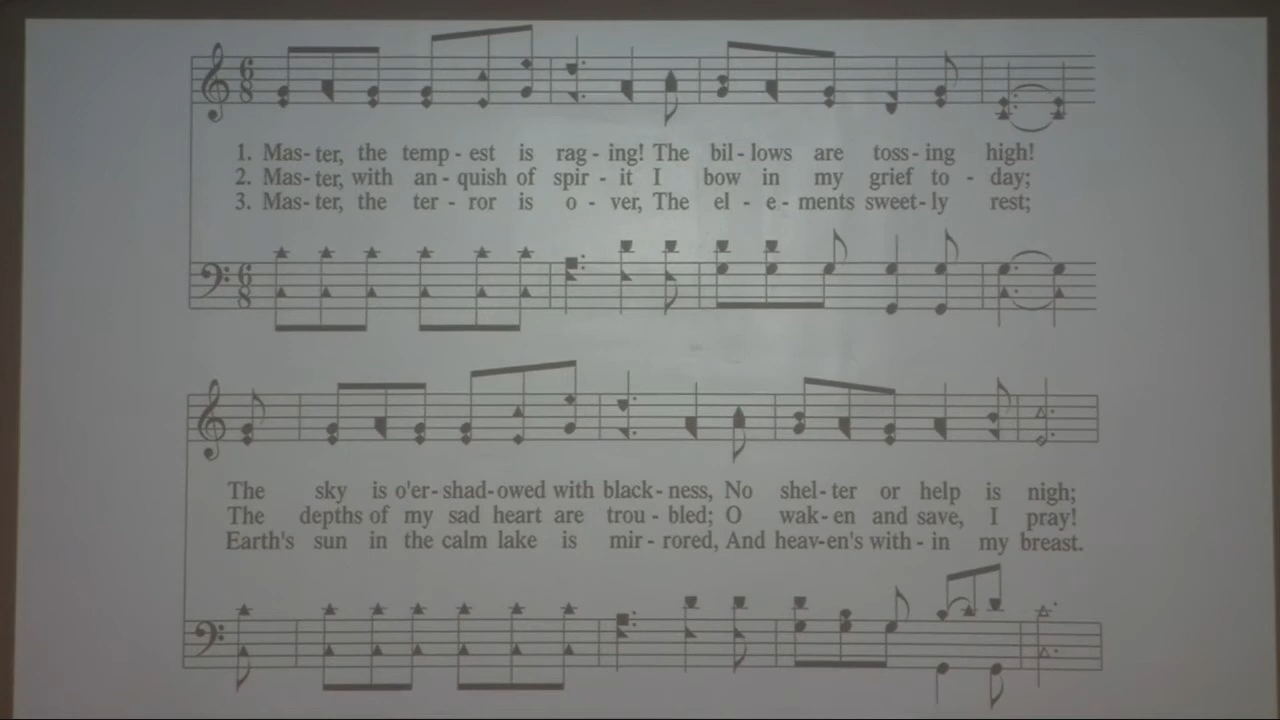 6
8
1. Mas-ter, the temp - est is rag - ing! The bil - lows are toss - ing high!
2. Mas-ter, with an - quish of spir - it I bow in my grief to - day;
3. Mas-ter, the ter - ror is o - ver, The el - e - ments sweet-ly rest;
6
8
The sky is o'er- shad-owed with black - ness, No shel - ter or help is nigh;
The depths of my sad heart are trou - bled; O wak - en and save, I pray!
Earth's sun in the calm lake is mir - rored, And heav-en's with - in my breast.